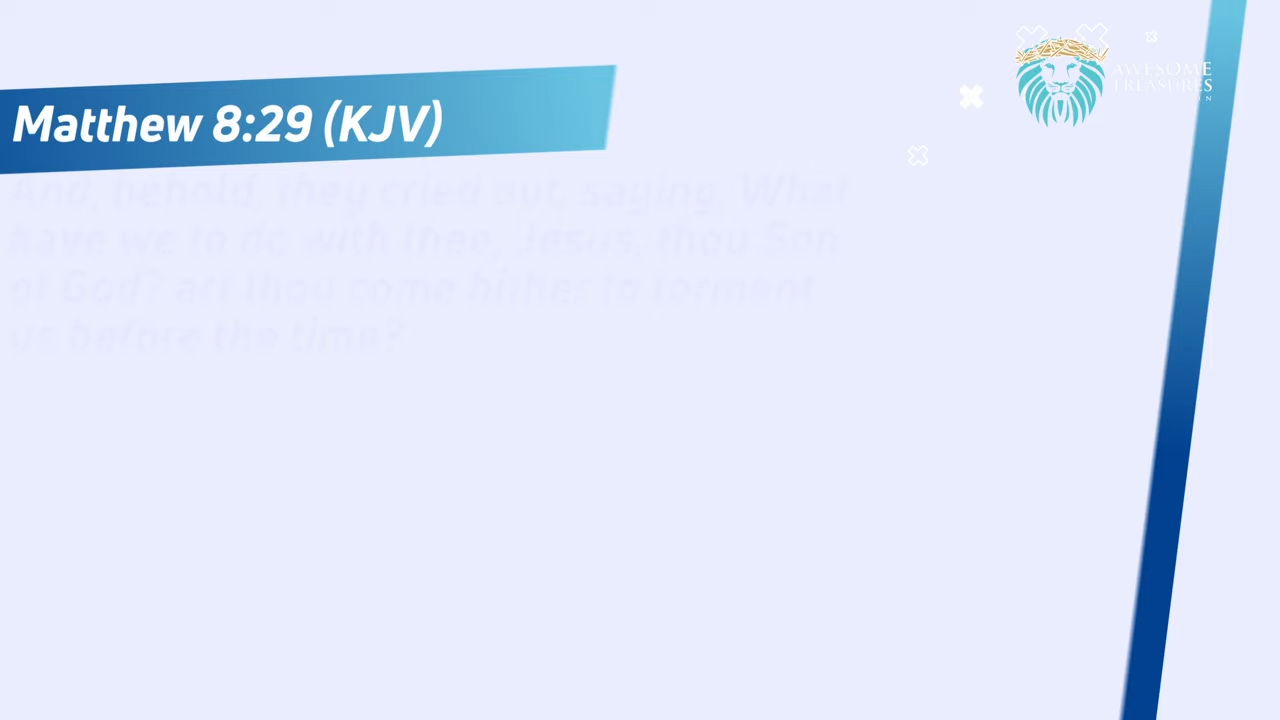 Matthew 8:29 (KJV)
And, behold, they cried out, saying, What
have we to do with thee, Jesus, thou Son
of God? art thou come hither to torment
us before the time?
AWESOME
TREASURES